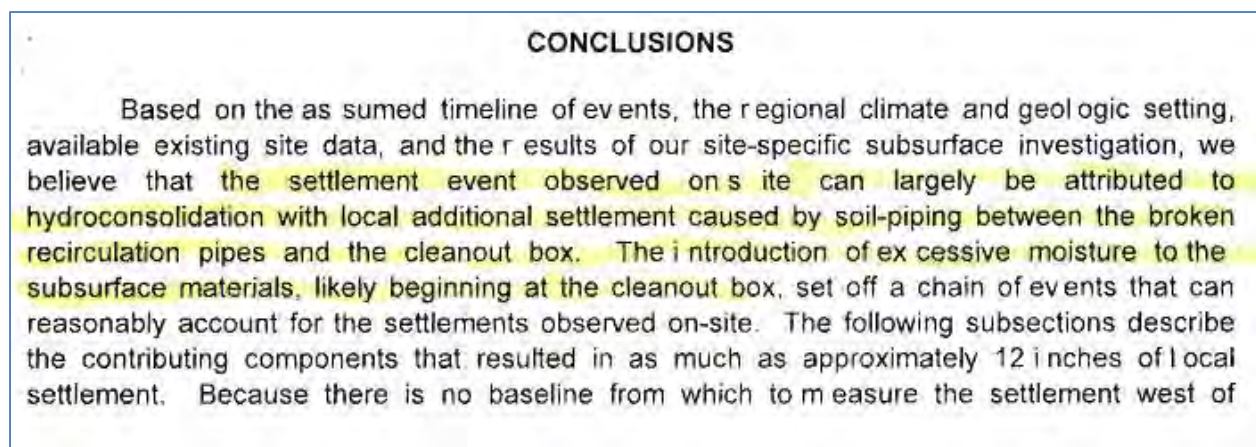 CONCLUSIONS
Based on the as sumed timeline of ev ents, the r egional climate and geol ogic setting,
available existing site data, and the r esults of our site-specific subsurface investigation, we
believe that the settlement event observed on s ite can largely be attributed to
hydroconsolidation with local additional settlement caused by soil-piping between the broken
recirculation pipes and the cleanout box. The i ntroduction of ex cessive moisture to the
subsurface materials, likely beginning at the cleanout box, set off a chain of ev ents that can
reasonably account for the settlements observed on-site. The following subsections describe
the contributing components that resulted in as much as approximately 12 i nches of l ocal
settlement. Because there is no baseline from which to m easure the settlement west of